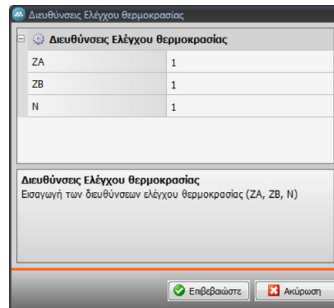 Διευθύνσεις Ελέγχου θερμοκρασίας
Διευθύνσεις Ελέγχου θερμοκρασίας
ZA 1
ZB 1
N 1
Διευθύνσεις Ελέγχου θερμοκρασίας
Εισαγωγή των διευθύνσεων ελέγχου θερμοκρασίας (ZA, ZB, N)
Επιβεβαιώστε Ακύρωση